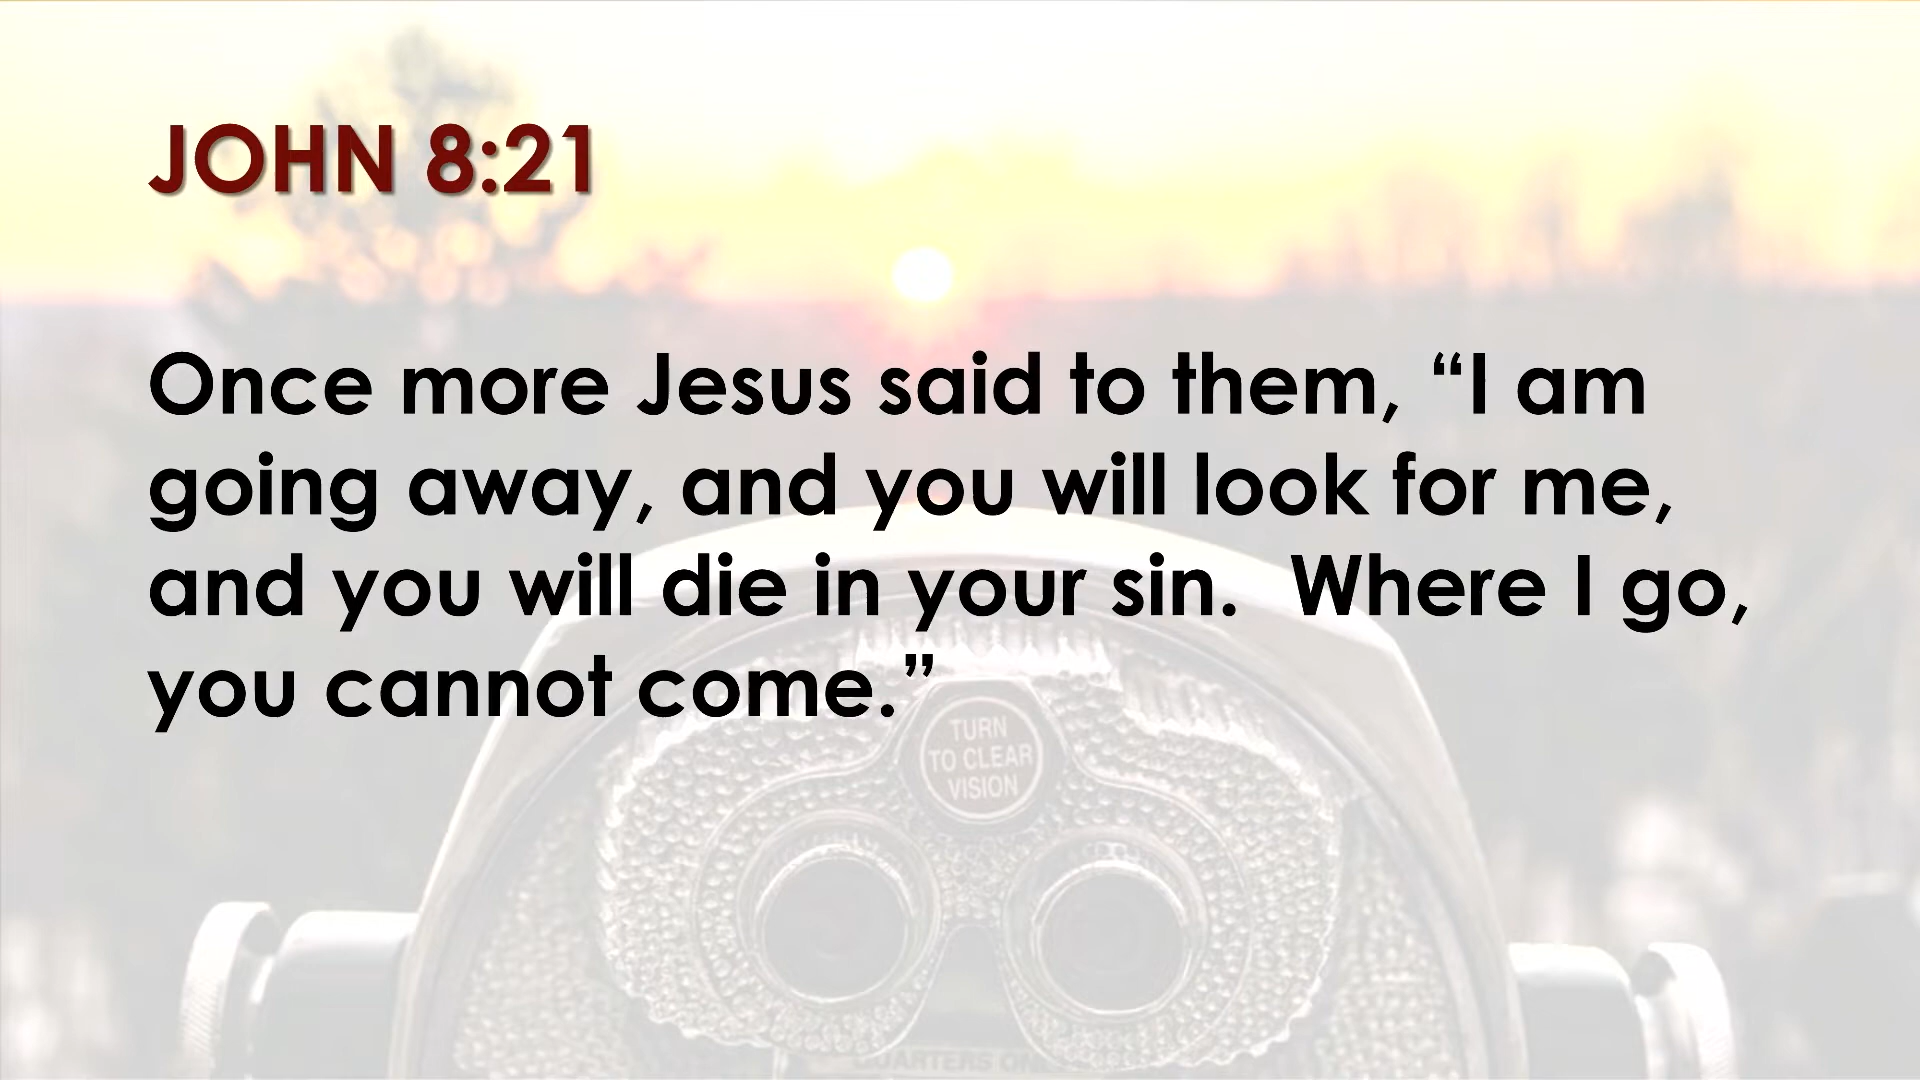 JOHN 8:21
Once more Jesus said to them, “I am
going away, and you will look for me,
and you will die in your sin.  Where I go,
you cannot come.”
TURN
TO CLEAR
VISION